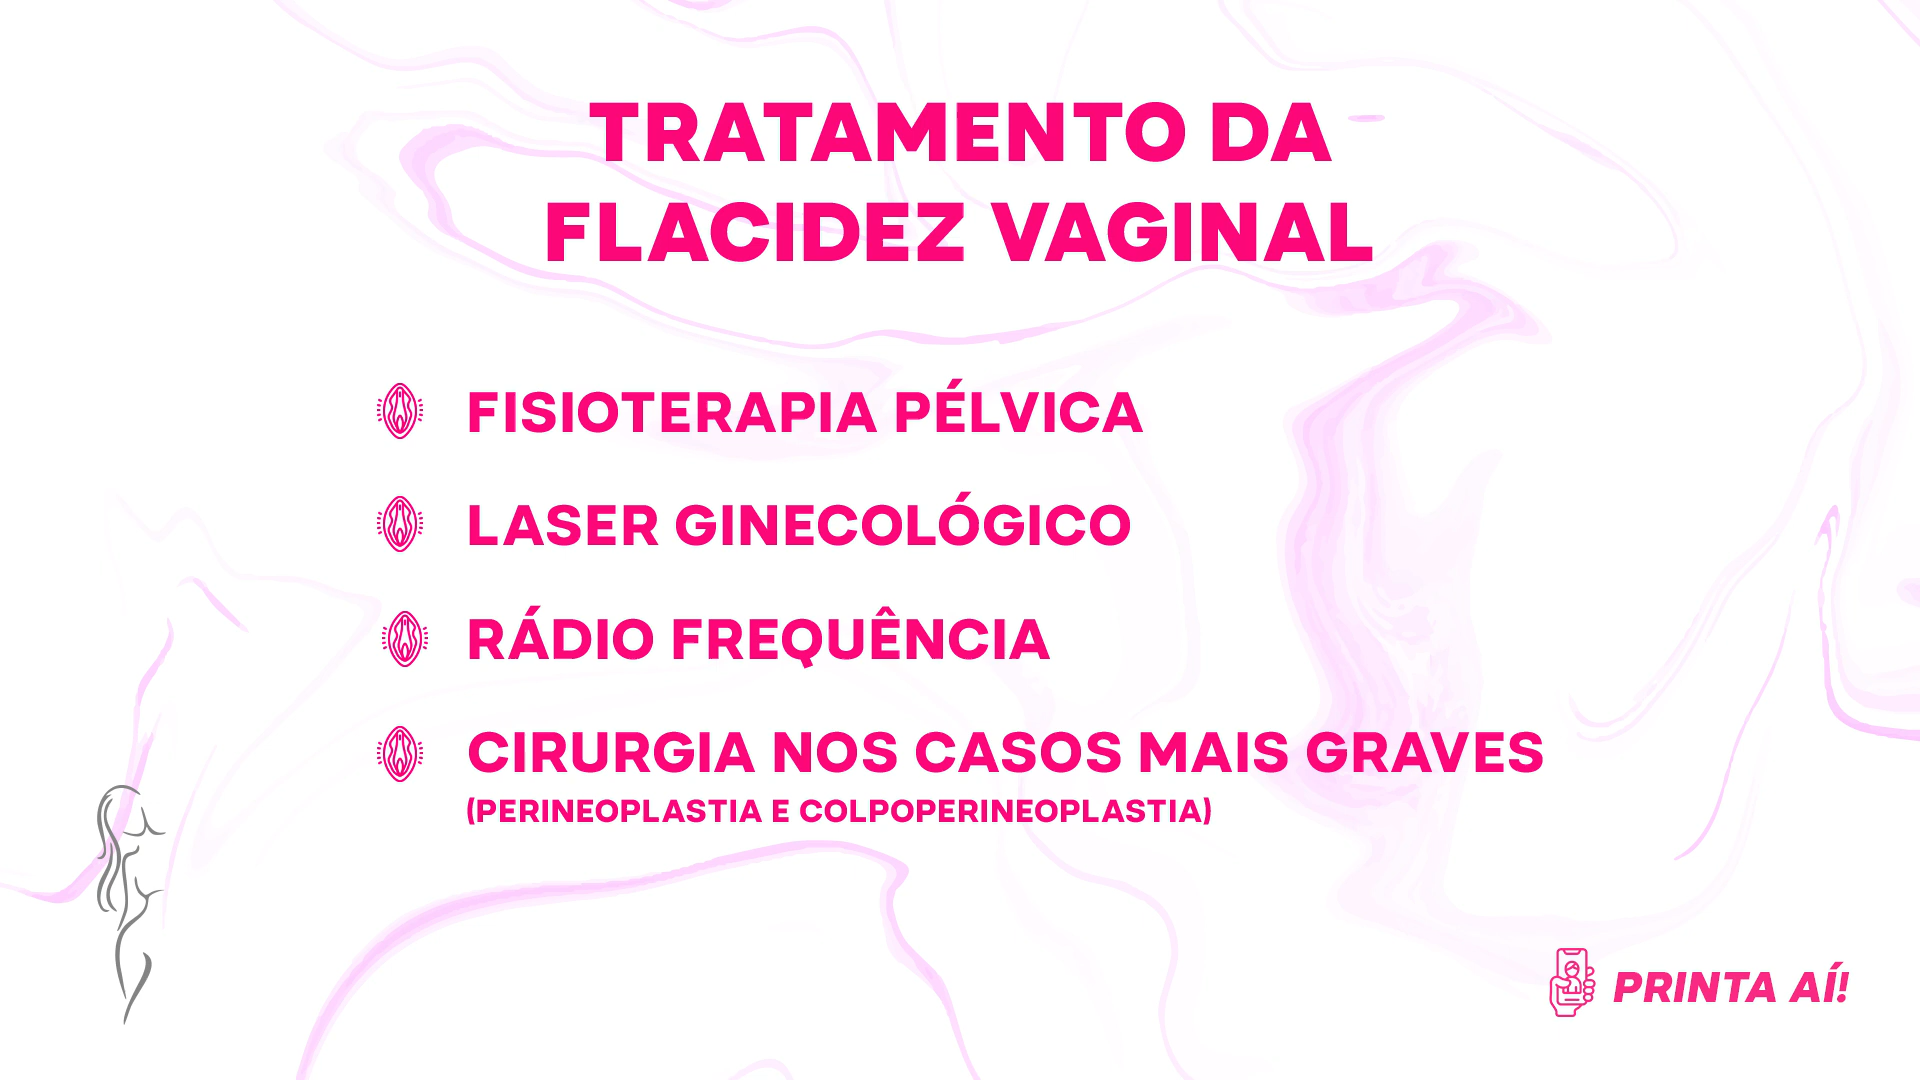 TRATAMENTO DA
FLACIDEZ VAGINAL
FISIOTERAPIA PÉLVICA
LASER GINECOLÓGICO
RÁDIO FREQUÊNCIA
CIRURGIA NOS CASOS MAIS GRAVES
(PERINEOPLASTIA E COLPOPERINEOPLASTIA)
PRINTA AÍ!